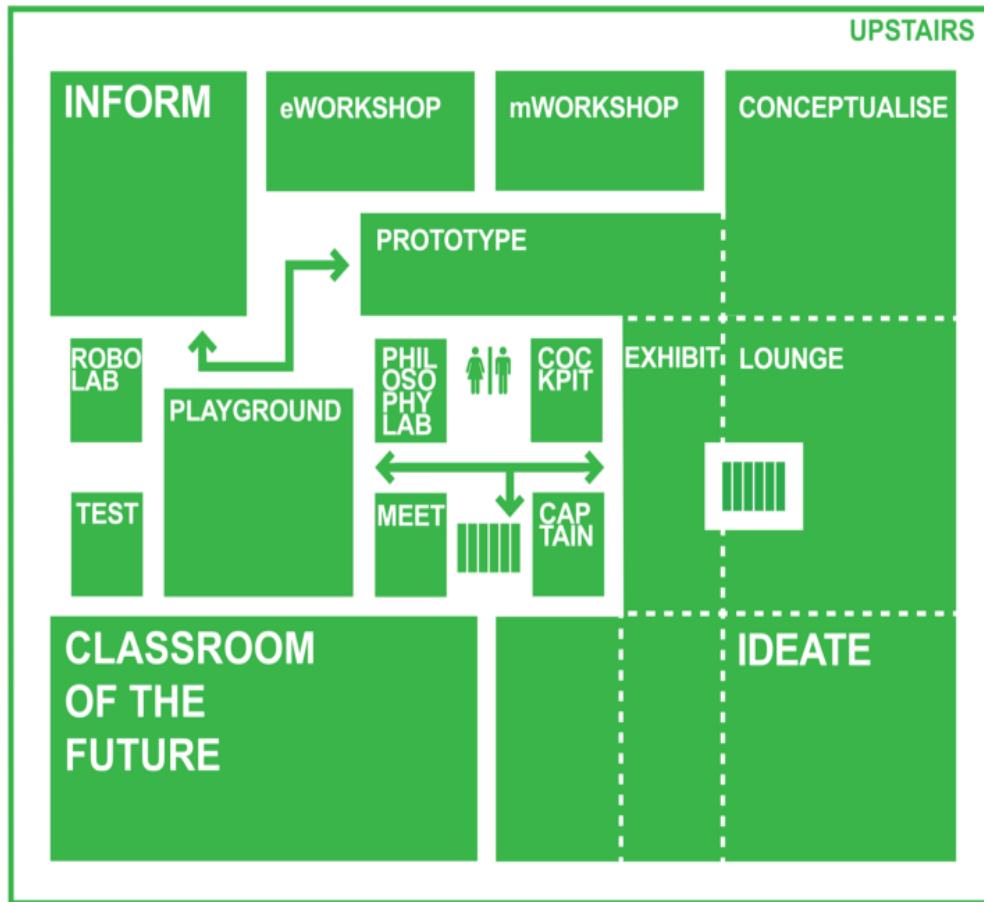 UPSTAIRS
INFORM
eWORKSHOP
mWORKSHOP
CONCEPTUALISE
PROTOTYPE
ROBO
LAB
PHIL
OSO
PHY
LAB
COC
KPIT
EXHIBIT
LOUNGE
PLAYGROUND
TEST
MEET
CAP
TAIN
CLASSROOM
OF THE
FUTURE
IDEATE